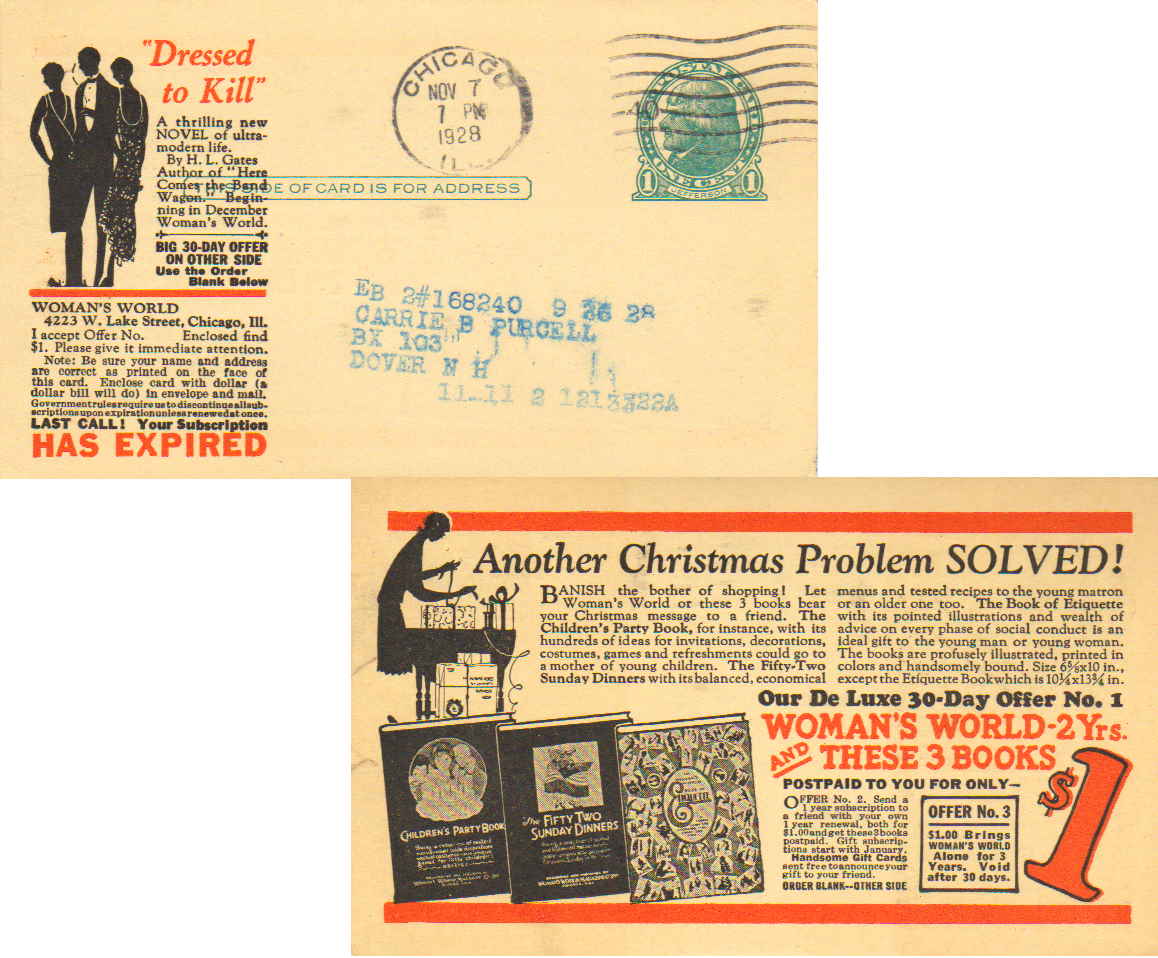 "Dressed
to Kill"
A thrilling new
NOVEL of ultra-
modern life.
By H. L. Gates
Author of "Here
Comes the Band
Wagon." Begin-
ning in December
Woman's World.
BIG 30-DAY OFFER
ON OTHER SIDE
Use the Order
Blank Below
WOMAN'S WORLD
4223 W. Lake Street, Chicago, Ill.
I accept Offer No. Enclosed find
$1. Please give it immediate attention.
Note: Be sure your name and address
are correct as printed on the face of
this card. Enclose card with dollar (a
dollar bill will do) in envelope and mail.
Government rules require us to discontinue all sub-
scriptions upon expiration unless renewed at once.
LAST CALL! Your Subscription
HAS EXPIRED
CHICAGO
NOV 7
7 PM
1928
ILL.
THIS SIDE OF CARD IS FOR ADDRESS
POSTAL CARD
1 ONE CENT 1
JEFFERSON
EB 2#168240 9 28
CARRIE B PURCELL
BX 103
DOVER N H
11 11 2
Another Christmas Problem SOLVED!
BANISH the bother of shopping! Let
Woman's World or these 3 books bear
your Christmas message to a friend. The
Children's Party Book, for instance, with its
hundreds of ideas for invitations, decorations,
costumes, games and refreshments could go to
a mother of young children. The Fifty-Two
Sunday Dinners with its balanced, economical
menus and tested recipes to the young matron
or an older one too. The Book of Etiquette
with its pointed illustrations and wealth of
advice on every phase of social conduct is an
ideal gift to the young man or young woman.
The books are profusely illustrated, printed in
colors and handsomely bound. Size 6⅝x10 in.,
except the Etiquette Book which is 10¼x13¾ in.
Our De Luxe 30-Day Offer No. 1
WOMAN'S WORLD-2 Yrs.
AND THESE 3 BOOKS
POSTPAID TO YOU FOR ONLY—
$1
OFFER No. 2. Send a
1 year subscription to
a friend with your own
1 year renewal, both for
$1.00 and get these 3 books
postpaid. Gift subscrip-
tions start with January.
Handsome Gift Cards
sent free to announce your
gift to your friend.
ORDER BLANK--OTHER SIDE
OFFER No. 3
$1.00 Brings
WOMAN'S WORLD
Alone for 3
Years. Void
after 30 days.
CHILDREN'S PARTY BOOK
The FIFTY TWO
SUNDAY DINNERS
ETIQUETTE